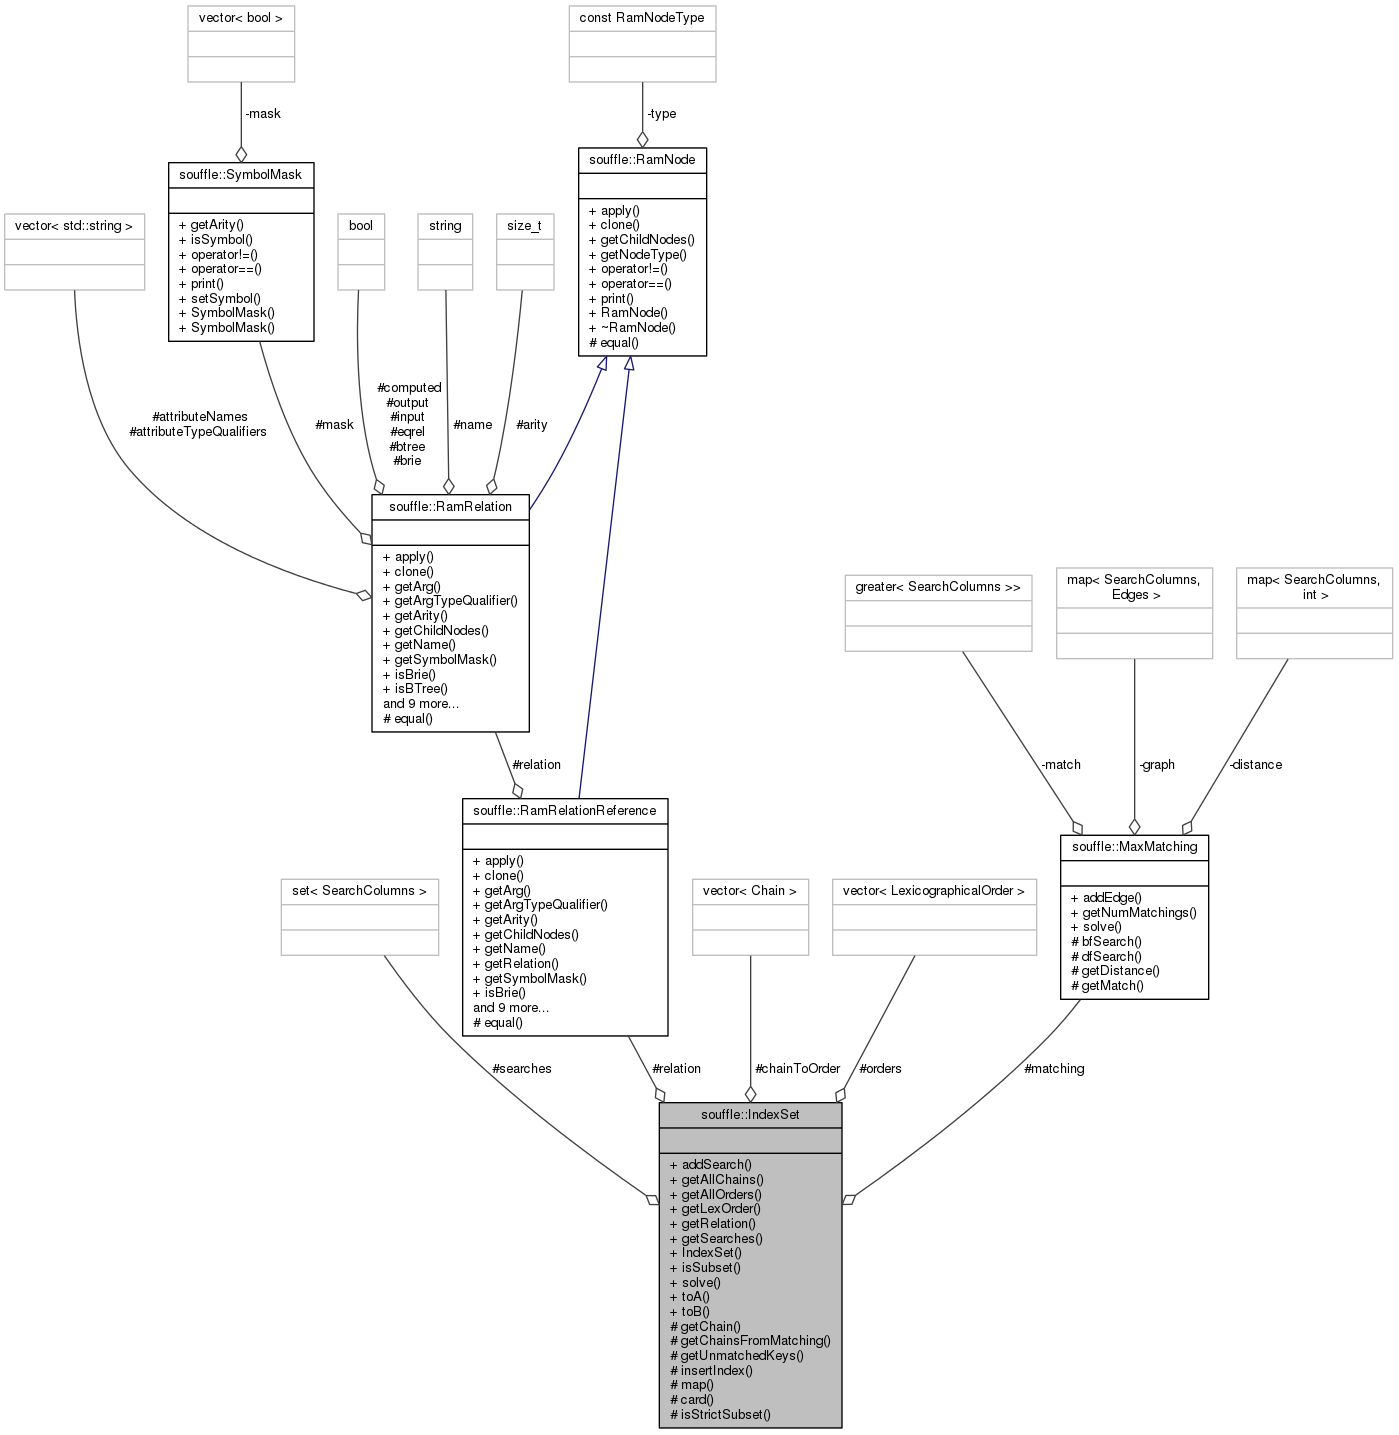 vector< bool >
const RamNodeType
-mask
-type
souffle::SymbolMask
+ getArity()
+ isSymbol()
+ operator!=()
+ operator==()
+ print()
+ setSymbol()
+ SymbolMask()
+ SymbolMask()
souffle::RamNode
+ apply()
+ clone()
+ getChildNodes()
+ getNodeType()
+ operator!=()
+ operator==()
+ print()
+ RamNode()
+ ~RamNode()
# equal()
vector< std::string >
bool
string
size_t
#attributeNames
#attributeTypeQualifiers
#mask
#computed
#output
#input
#eqrel
#btree
#brie
#name
#arity
souffle::RamRelation
+ apply()
+ clone()
+ getArg()
+ getArgTypeQualifier()
+ getArity()
+ getChildNodes()
+ getName()
+ getSymbolMask()
+ isBrie()
+ isBTree()
and 9 more...
# equal()
greater< SearchColumns >>
map< SearchColumns,
Edges >
map< SearchColumns,
int >
#relation
-match
-graph
-distance
souffle::RamRelationReference
+ apply()
+ clone()
+ getArg()
+ getArgTypeQualifier()
+ getArity()
+ getChildNodes()
+ getName()
+ getRelation()
+ getSymbolMask()
+ isBrie()
and 9 more...
# equal()
souffle::MaxMatching
+ addEdge()
+ getNumMatchings()
+ solve()
# bfSearch()
# dfSearch()
# getDistance()
# getMatch()
set< SearchColumns >
vector< Chain >
vector< LexicographicalOrder >
#searches
#relation
#chainToOrder
#orders
#matching
souffle::IndexSet
+ addSearch()
+ getAllChains()
+ getAllOrders()
+ getLexOrder()
+ getRelation()
+ getSearches()
+ IndexSet()
+ isSubset()
+ solve()
+ toA()
+ toB()
# getChain()
# getChainsFromMatching()
# getUnmatchedKeys()
# insertIndex()
# map()
# card()
# isStrictSubset()